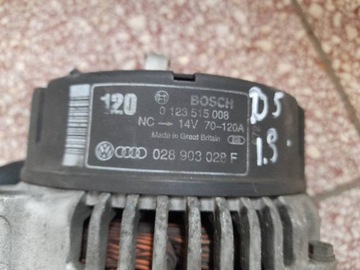 120
BOSCH
0 123 515 008
NC → 14V 70-120A
Made in Great Britain
028 903 028 F
D5
1.9